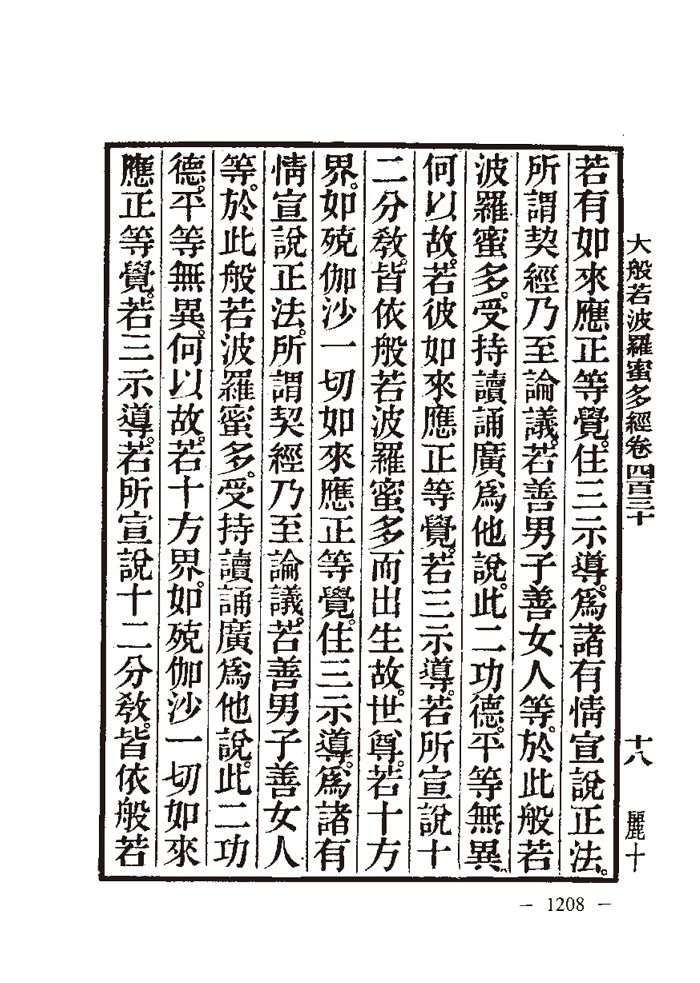 大般若波羅蜜多經卷四百三十 十八 麗十
若有如來應正等覺。住三示導。爲諸有情宣說正法。
所謂契經乃至論議。若善男子善女人等。於此般若
波羅蜜多。受持讀誦廣爲他說。此二功德。平等無異。
何以故。若彼如來應正等覺。若三示導。若所宣說十
二分敎。皆依般若波羅蜜多而出生故。世尊。若十方
界。如殑伽沙一切如來應正等覺。住三示導。爲諸有
情宣說正法。所謂契經乃至論議。若善男子善女人
等。於此般若波羅蜜多。受持讀誦廣爲他說。此二功
德。平等無異。何以故。若十方界。如殑伽沙一切如來
應正等覺。若三示導。若所宣說十二分敎。皆依般若
— 1208 —